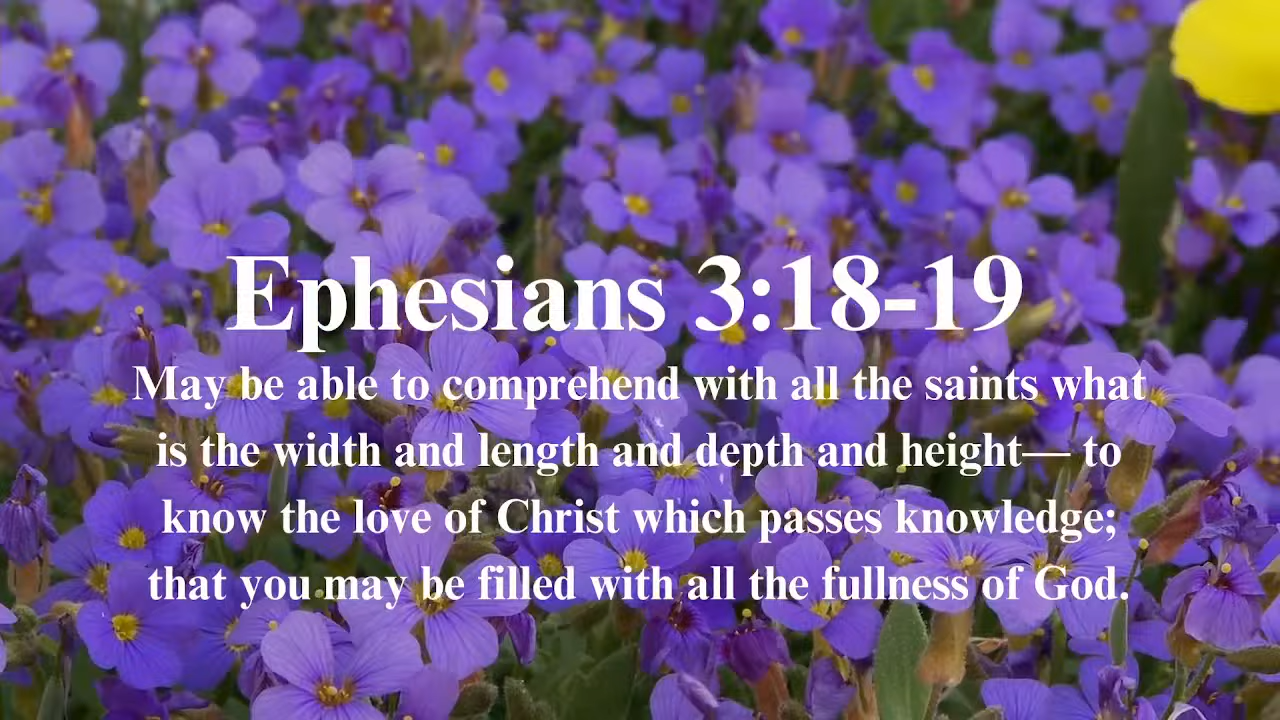 Ephesians 3:18-19
May be able to comprehend with all the saints what
is the width and length and depth and height— to
know the love of Christ which passes knowledge;
that you may be filled with all the fullness of God.